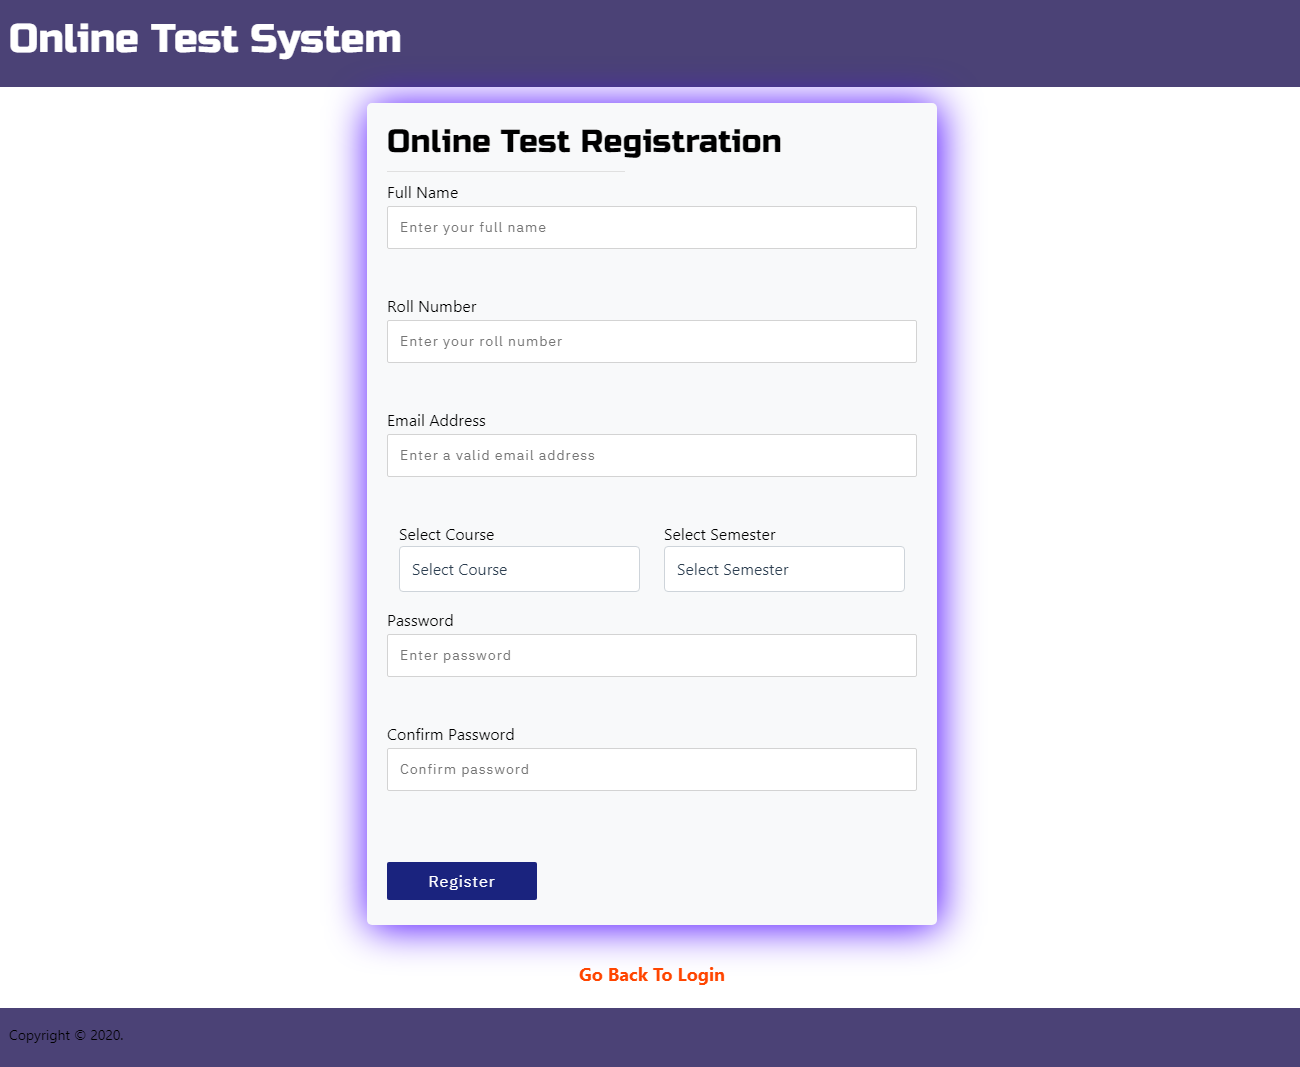 Online Test System
Online Test Registration
Full Name
Enter your full name
Roll Number
Enter your roll number
Email Address
Enter a valid email address
Select Course
Select Semester
Select Course
Select Semester
Password
Enter password
Confirm Password
Confirm password
Register
Go Back To Login
Copyright © 2020.